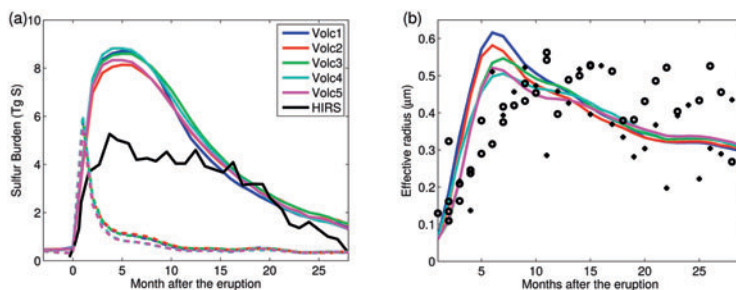 (a)
10
8
6
4
2
0
Sulfur Burden (Tg S)
0 5 10 15 20 25
Month after the eruption
Volc1
Volc2
Volc3
Volc4
Volc5
HIRS
(b)
0.6
0.5
0.4
0.3
0.2
0.1
0
Effective radius (μm)
5 10 15 20 25
Months after the eruption